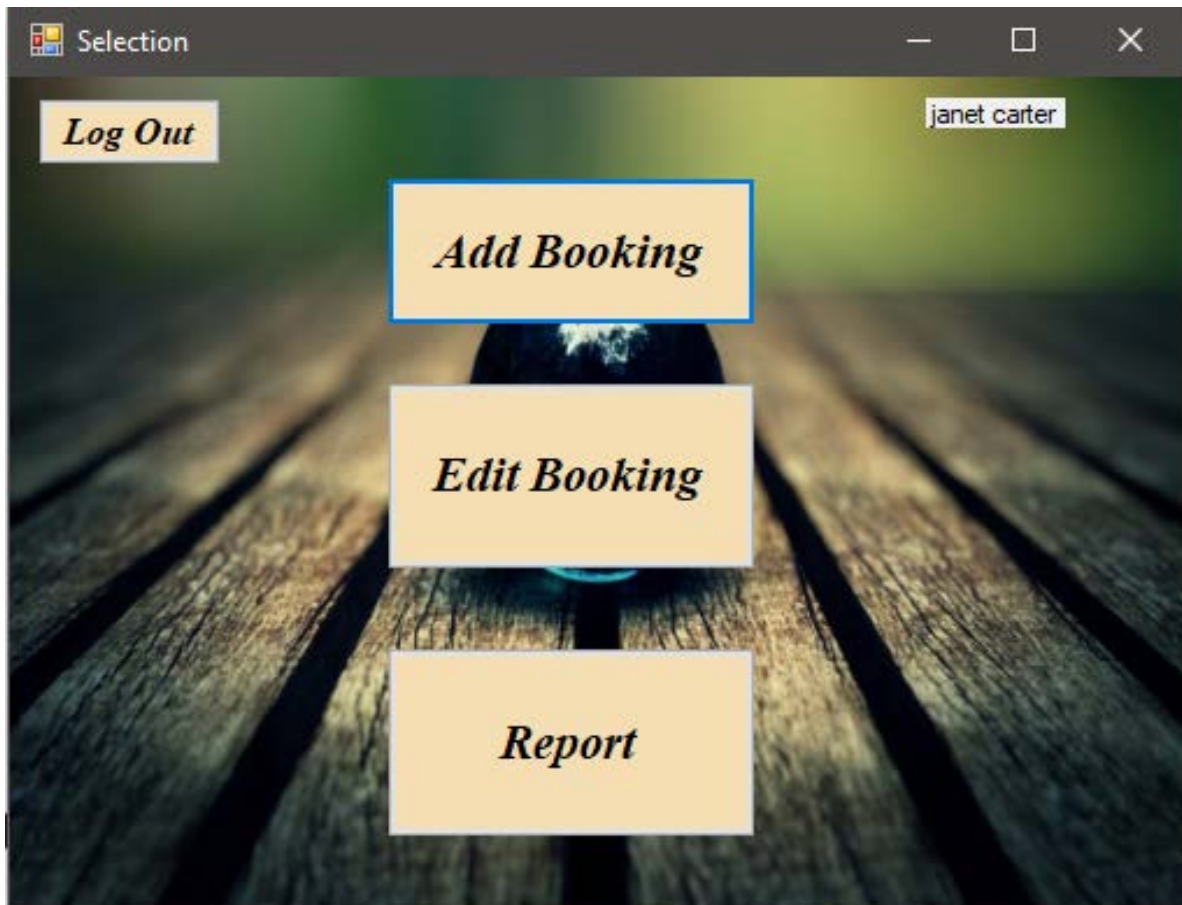 Selection
Log Out
janet carter
Add Booking
Edit Booking
Report